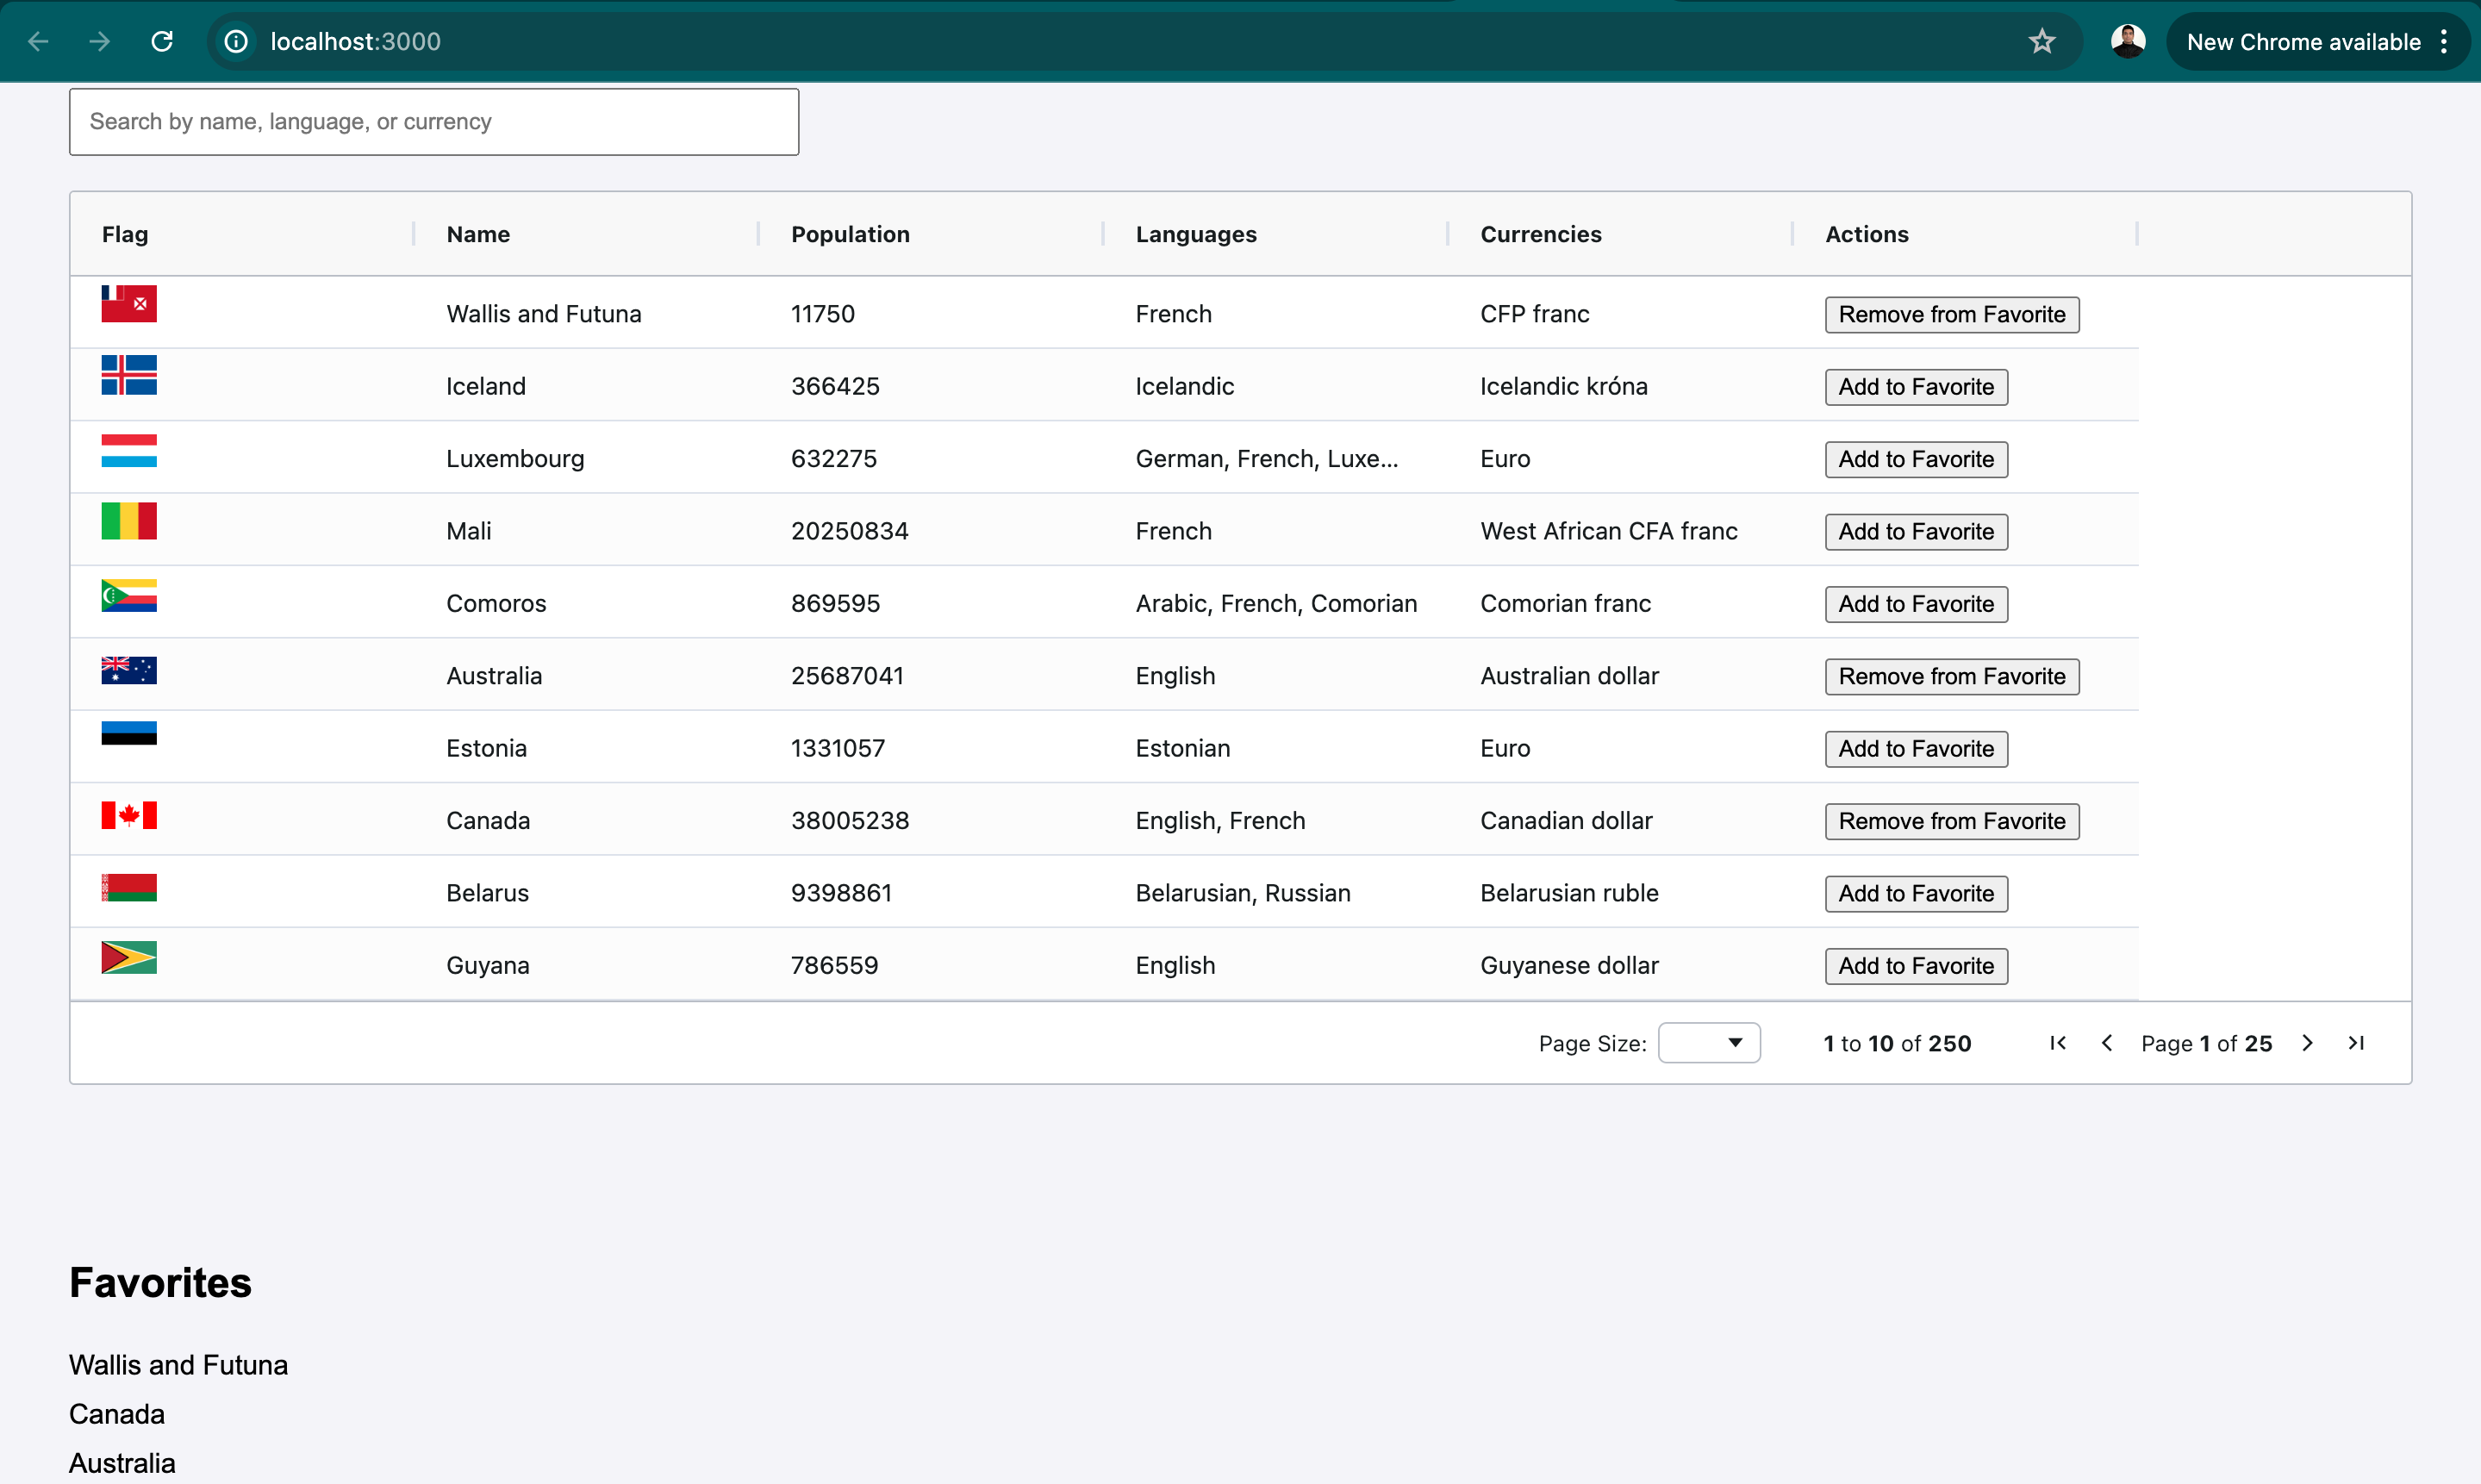 localhost:3000
New Chrome available
Search by name, language, or currency
Flag Name Population Languages Currencies Actions
Wallis and Futuna 11750 French CFP franc Remove from Favorite
Iceland 366425 Icelandic Icelandic króna Add to Favorite
Luxembourg 632275 German, French, Luxe... Euro Add to Favorite
Mali 20250834 French West African CFA franc Add to Favorite
Comoros 869595 Arabic, French, Comorian Comorian franc Add to Favorite
Australia 25687041 English Australian dollar Remove from Favorite
Estonia 1331057 Estonian Euro Add to Favorite
Canada 38005238 English, French Canadian dollar Remove from Favorite
Belarus 9398861 Belarusian, Russian Belarusian ruble Add to Favorite
Guyana 786559 English Guyanese dollar Add to Favorite
Page Size: 1 to 10 of 250 Page 1 of 25
Favorites
Wallis and Futuna
Canada
Australia